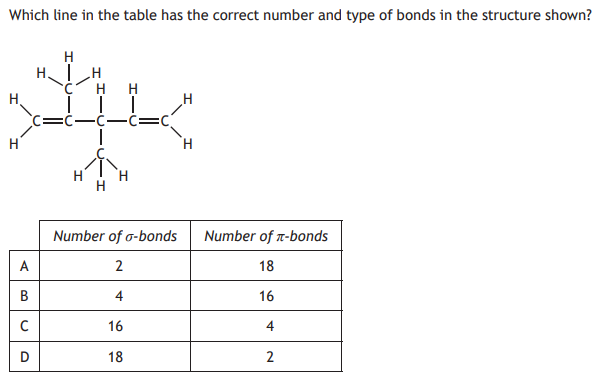 Which line in the table has the correct number and type of bonds in the structure shown?
H
H H
C H H
H H
C=C—C—C=C
H H
C
H H
H
Number of σ-bonds Number of π-bonds
A 2 18
B 4 16
C 16 4
D 18 2